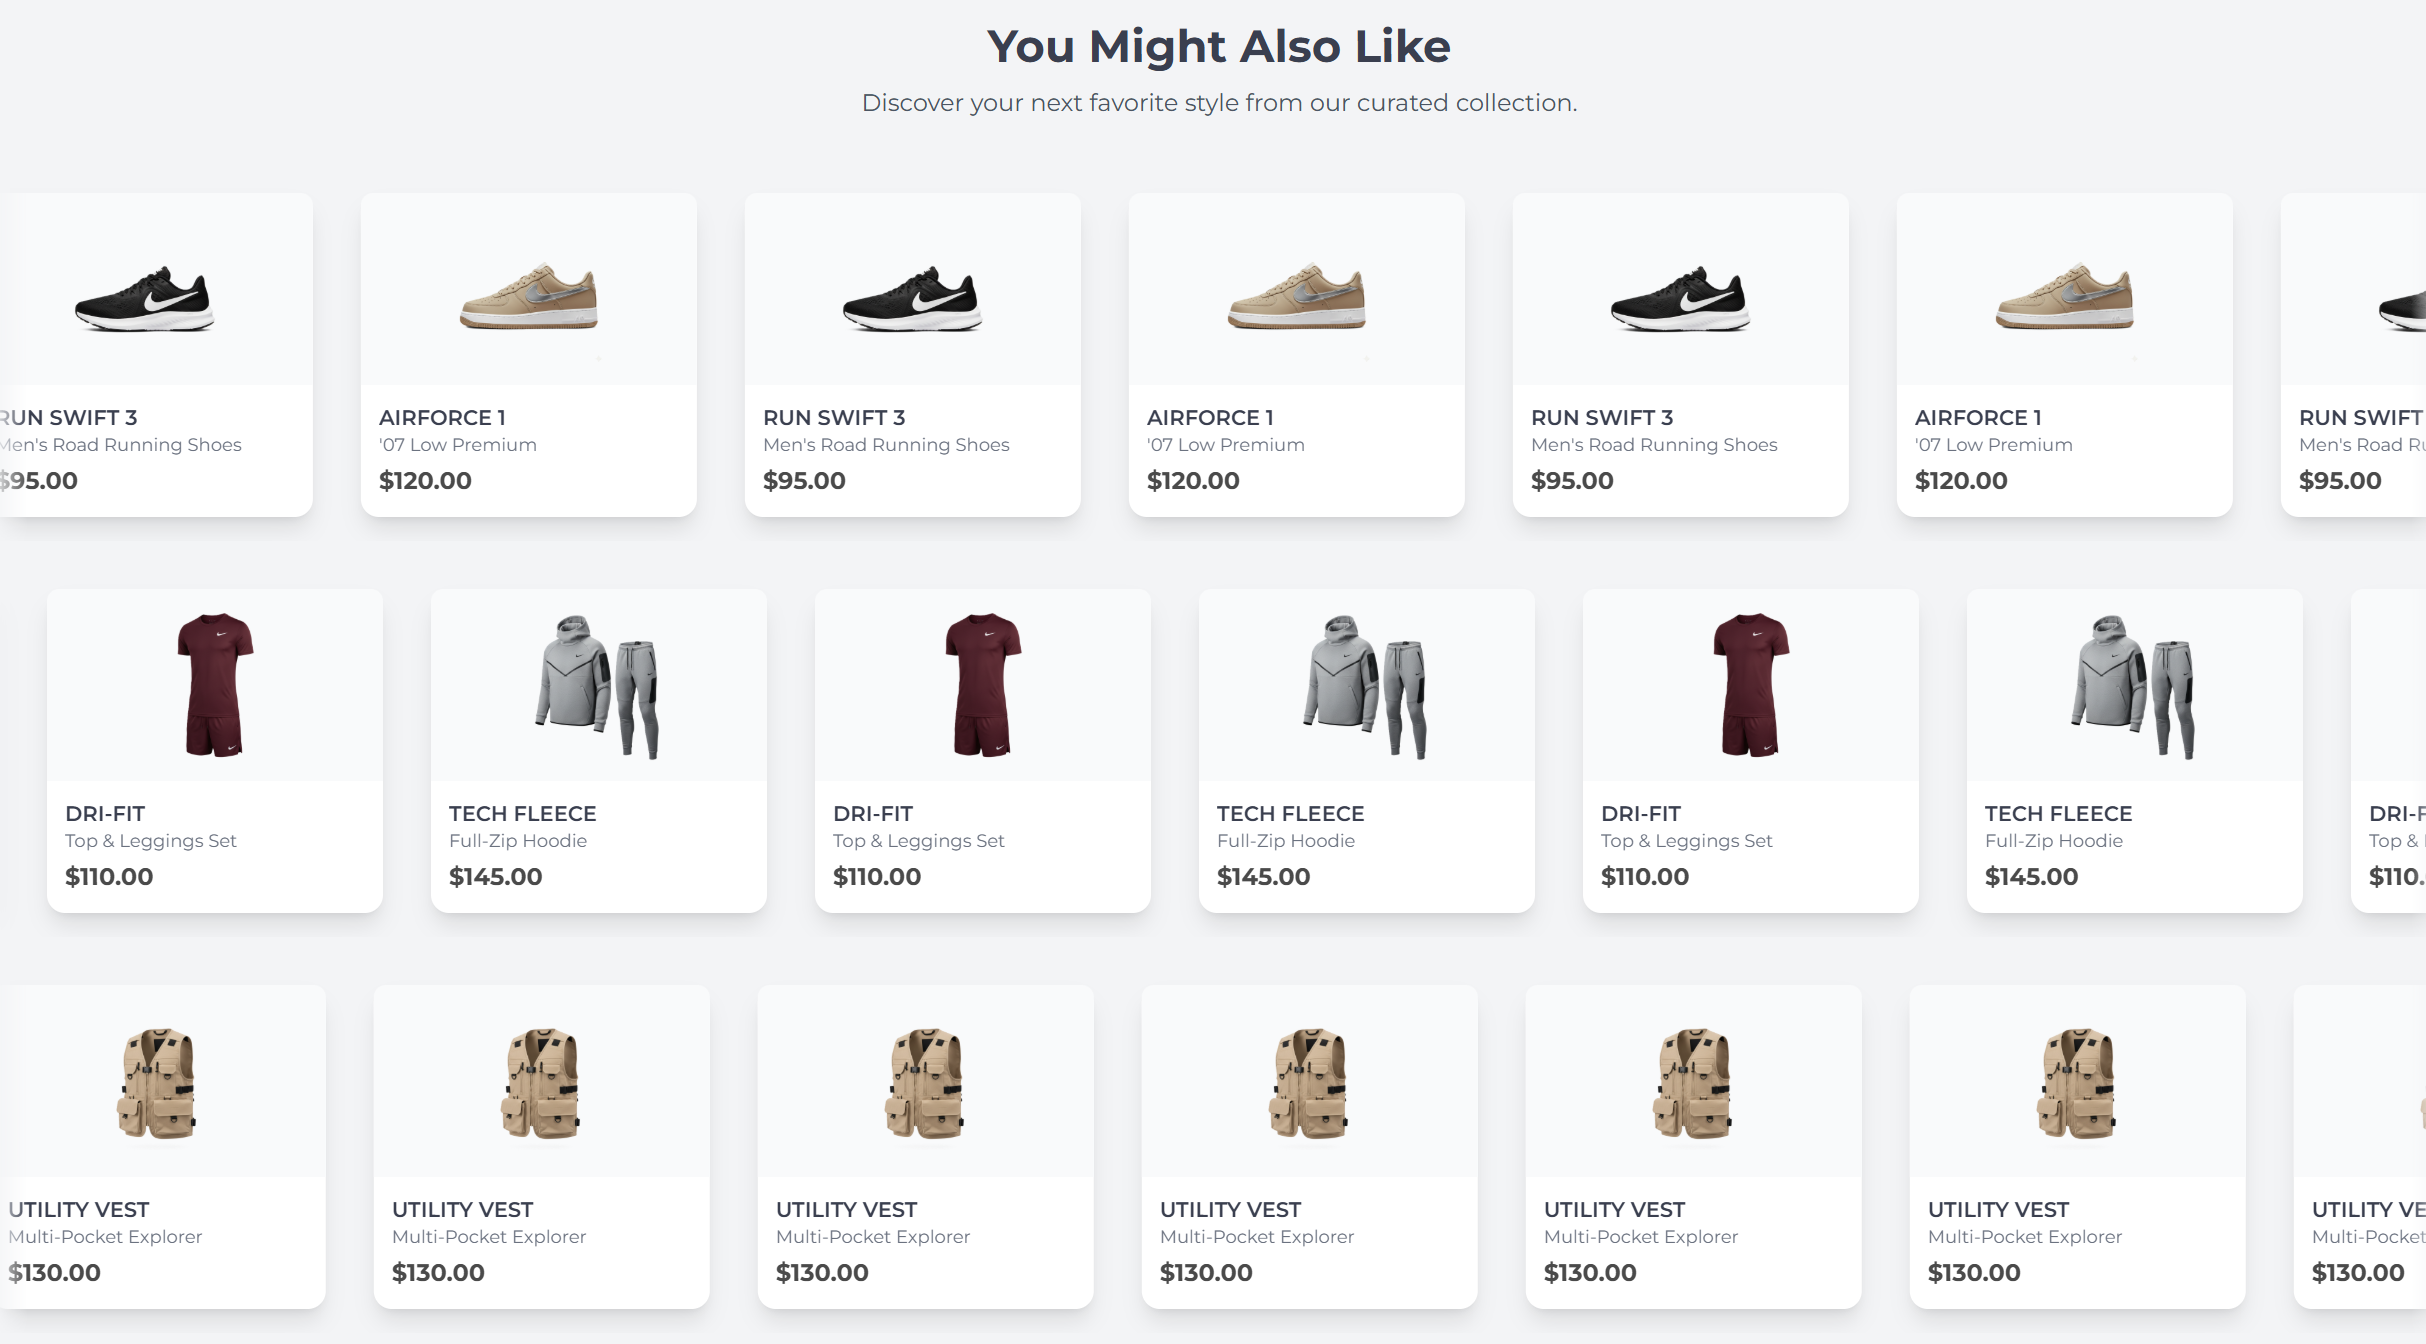 You Might Also Like
Discover your next favorite style from our curated collection.
RUN SWIFT 3
Men's Road Running Shoes
$95.00
AIRFORCE 1
'07 Low Premium
$120.00
RUN SWIFT 3
Men's Road Running Shoes
$95.00
AIRFORCE 1
'07 Low Premium
$120.00
RUN SWIFT 3
Men's Road Running Shoes
$95.00
AIRFORCE 1
'07 Low Premium
$120.00
RUN SWIFT
Men's Road
$95.00
DRI-FIT
Top & Leggings Set
$110.00
TECH FLEECE
Full-Zip Hoodie
$145.00
DRI-FIT
Top & Leggings Set
$110.00
TECH FLEECE
Full-Zip Hoodie
$145.00
DRI-FIT
Top & Leggings Set
$110.00
TECH FLEECE
Full-Zip Hoodie
$145.00
DRI-F
Top &
$110.
UTILITY VEST
Multi-Pocket Explorer
$130.00
UTILITY VEST
Multi-Pocket Explorer
$130.00
UTILITY VEST
Multi-Pocket Explorer
$130.00
UTILITY VEST
Multi-Pocket Explorer
$130.00
UTILITY VEST
Multi-Pocket Explorer
$130.00
UTILITY VEST
Multi-Pocket Explorer
$130.00
UTILITY VE
Multi-Pocket
$130.00